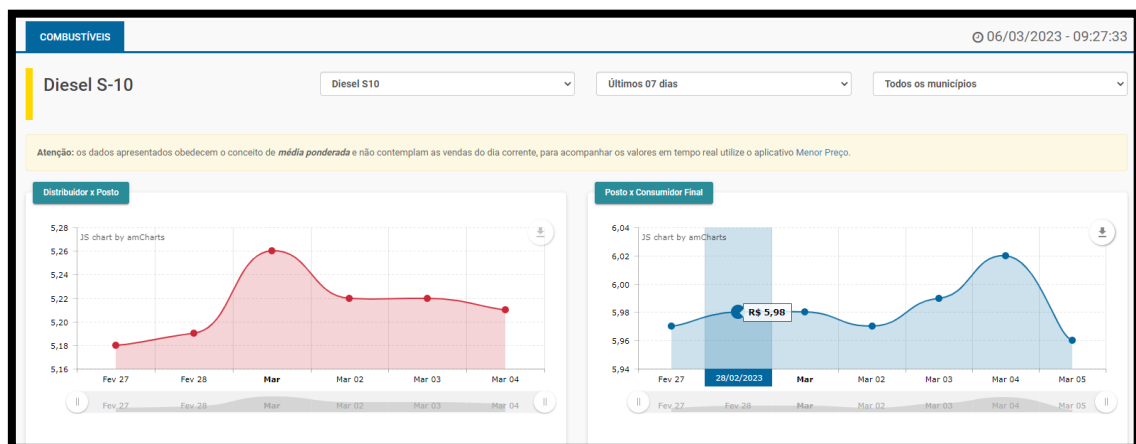 COMBUSTÍVEIS
06/03/2023 - 09:27:33
Diesel S-10
Diesel S10
Últimos 07 dias
Todos os municípios
Atenção: os dados apresentados obedecem o conceito de média ponderada e não contemplam as vendas do dia corrente, para acompanhar os valores em tempo real utilize o aplicativo Menor Preço.
Distribuidor x Posto
5,28
JS chart by amCharts
5,26
5,24
5,22
5,20
5,18
5,16
Fev 27 Fev 28 Mar Mar 02 Mar 03 Mar 04
Fev 27 Fev 28 Mar Mar 02 Mar 03 Mar 04
Posto x Consumidor Final
6,04
JS chart by amCharts
6,02
6,00
5,98
R$ 5,98
5,96
5,94
Fev 27 28/02/2023 Mar Mar 02 Mar 03 Mar 04 Mar 05
Fev 27 Fev 28 Mar Mar 02 Mar 03 Mar 04 Mar 05